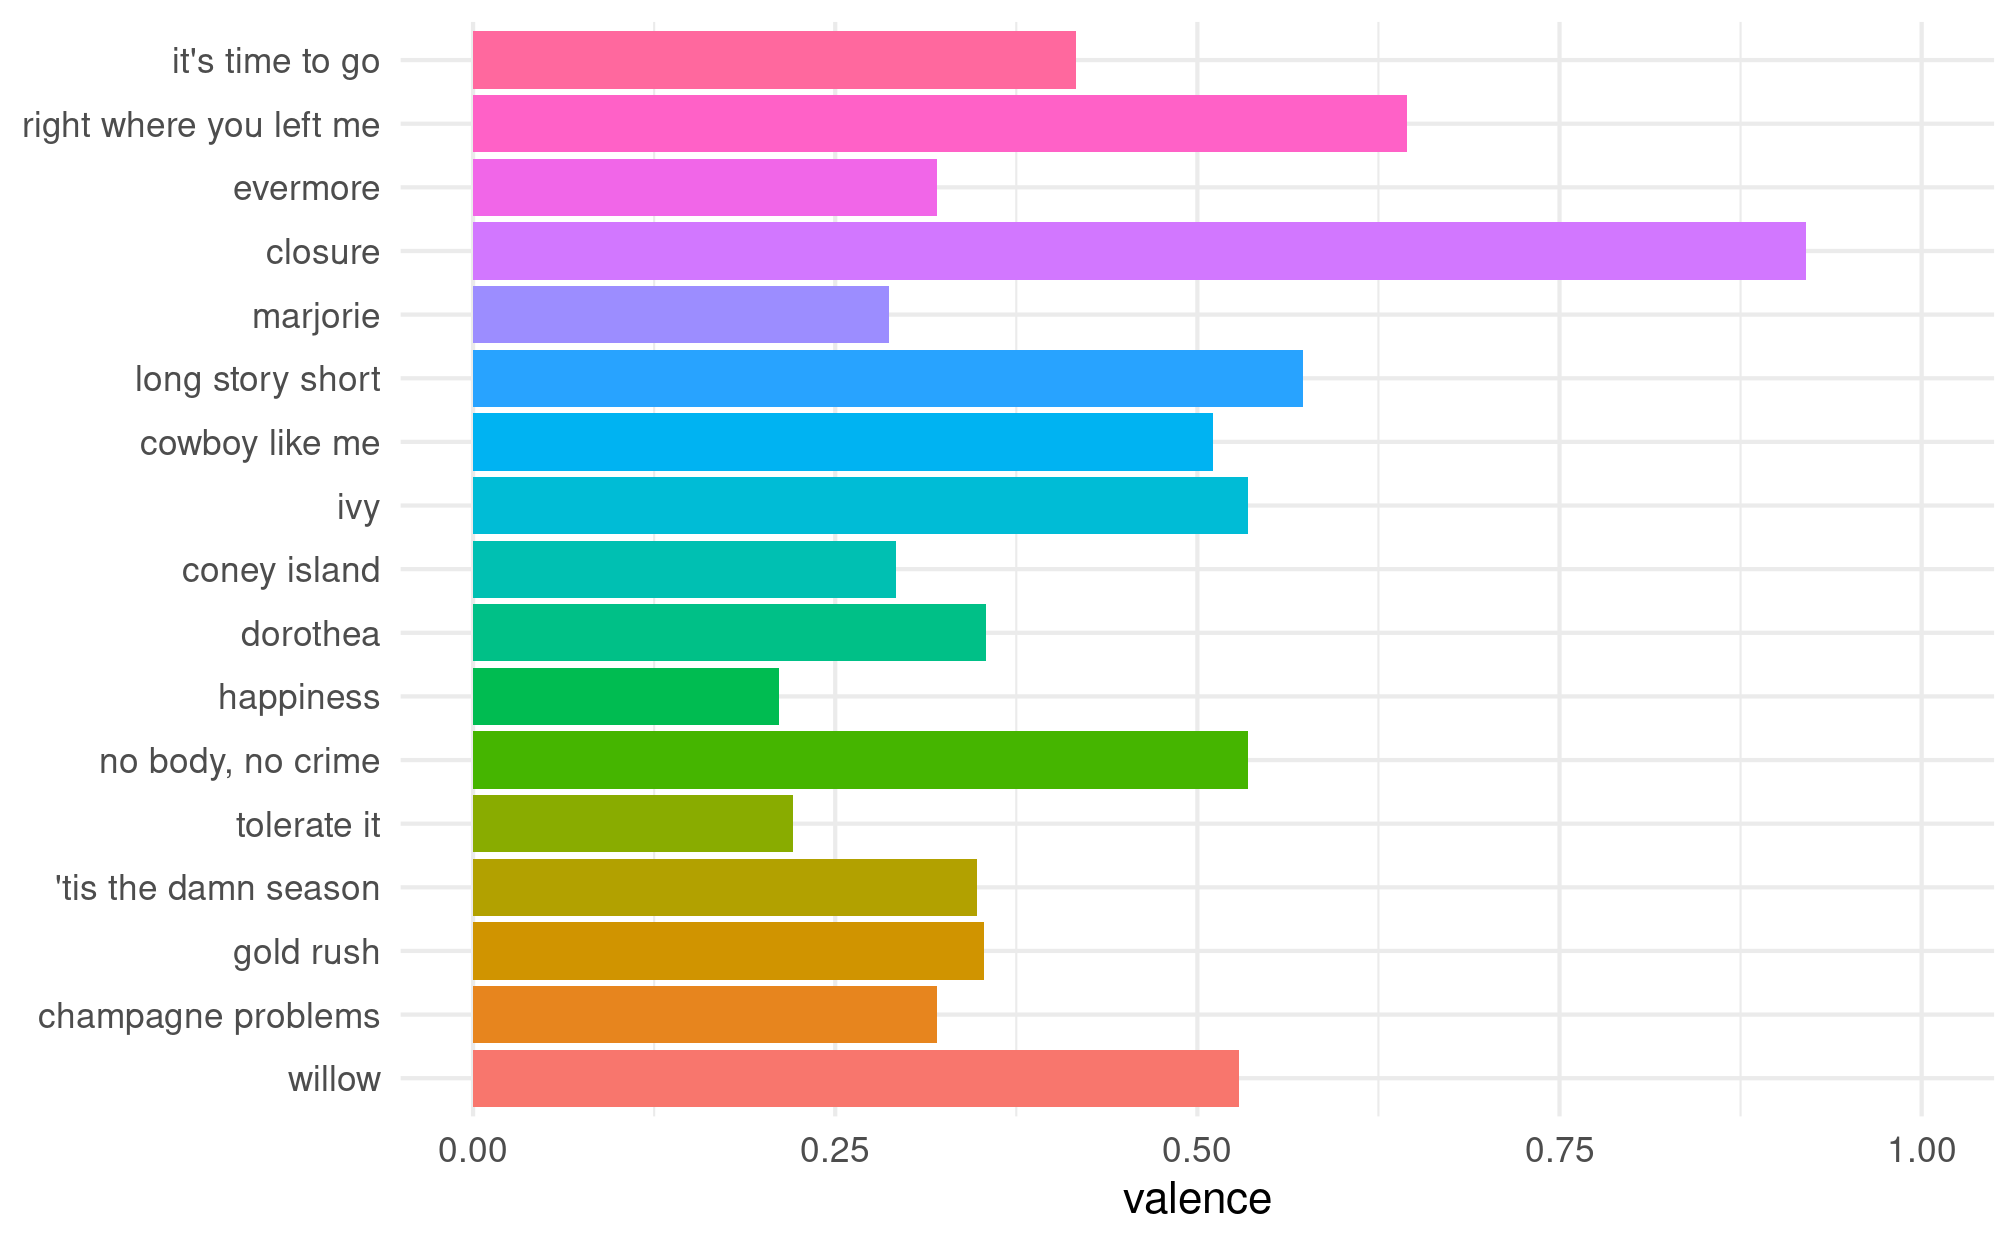 it's time to go
right where you left me
evermore
closure
marjorie
long story short
cowboy like me
ivy
coney island
dorothea
happiness
no body, no crime
tolerate it
'tis the damn season
gold rush
champagne problems
willow
0.00 0.25 0.50 0.75 1.00
valence